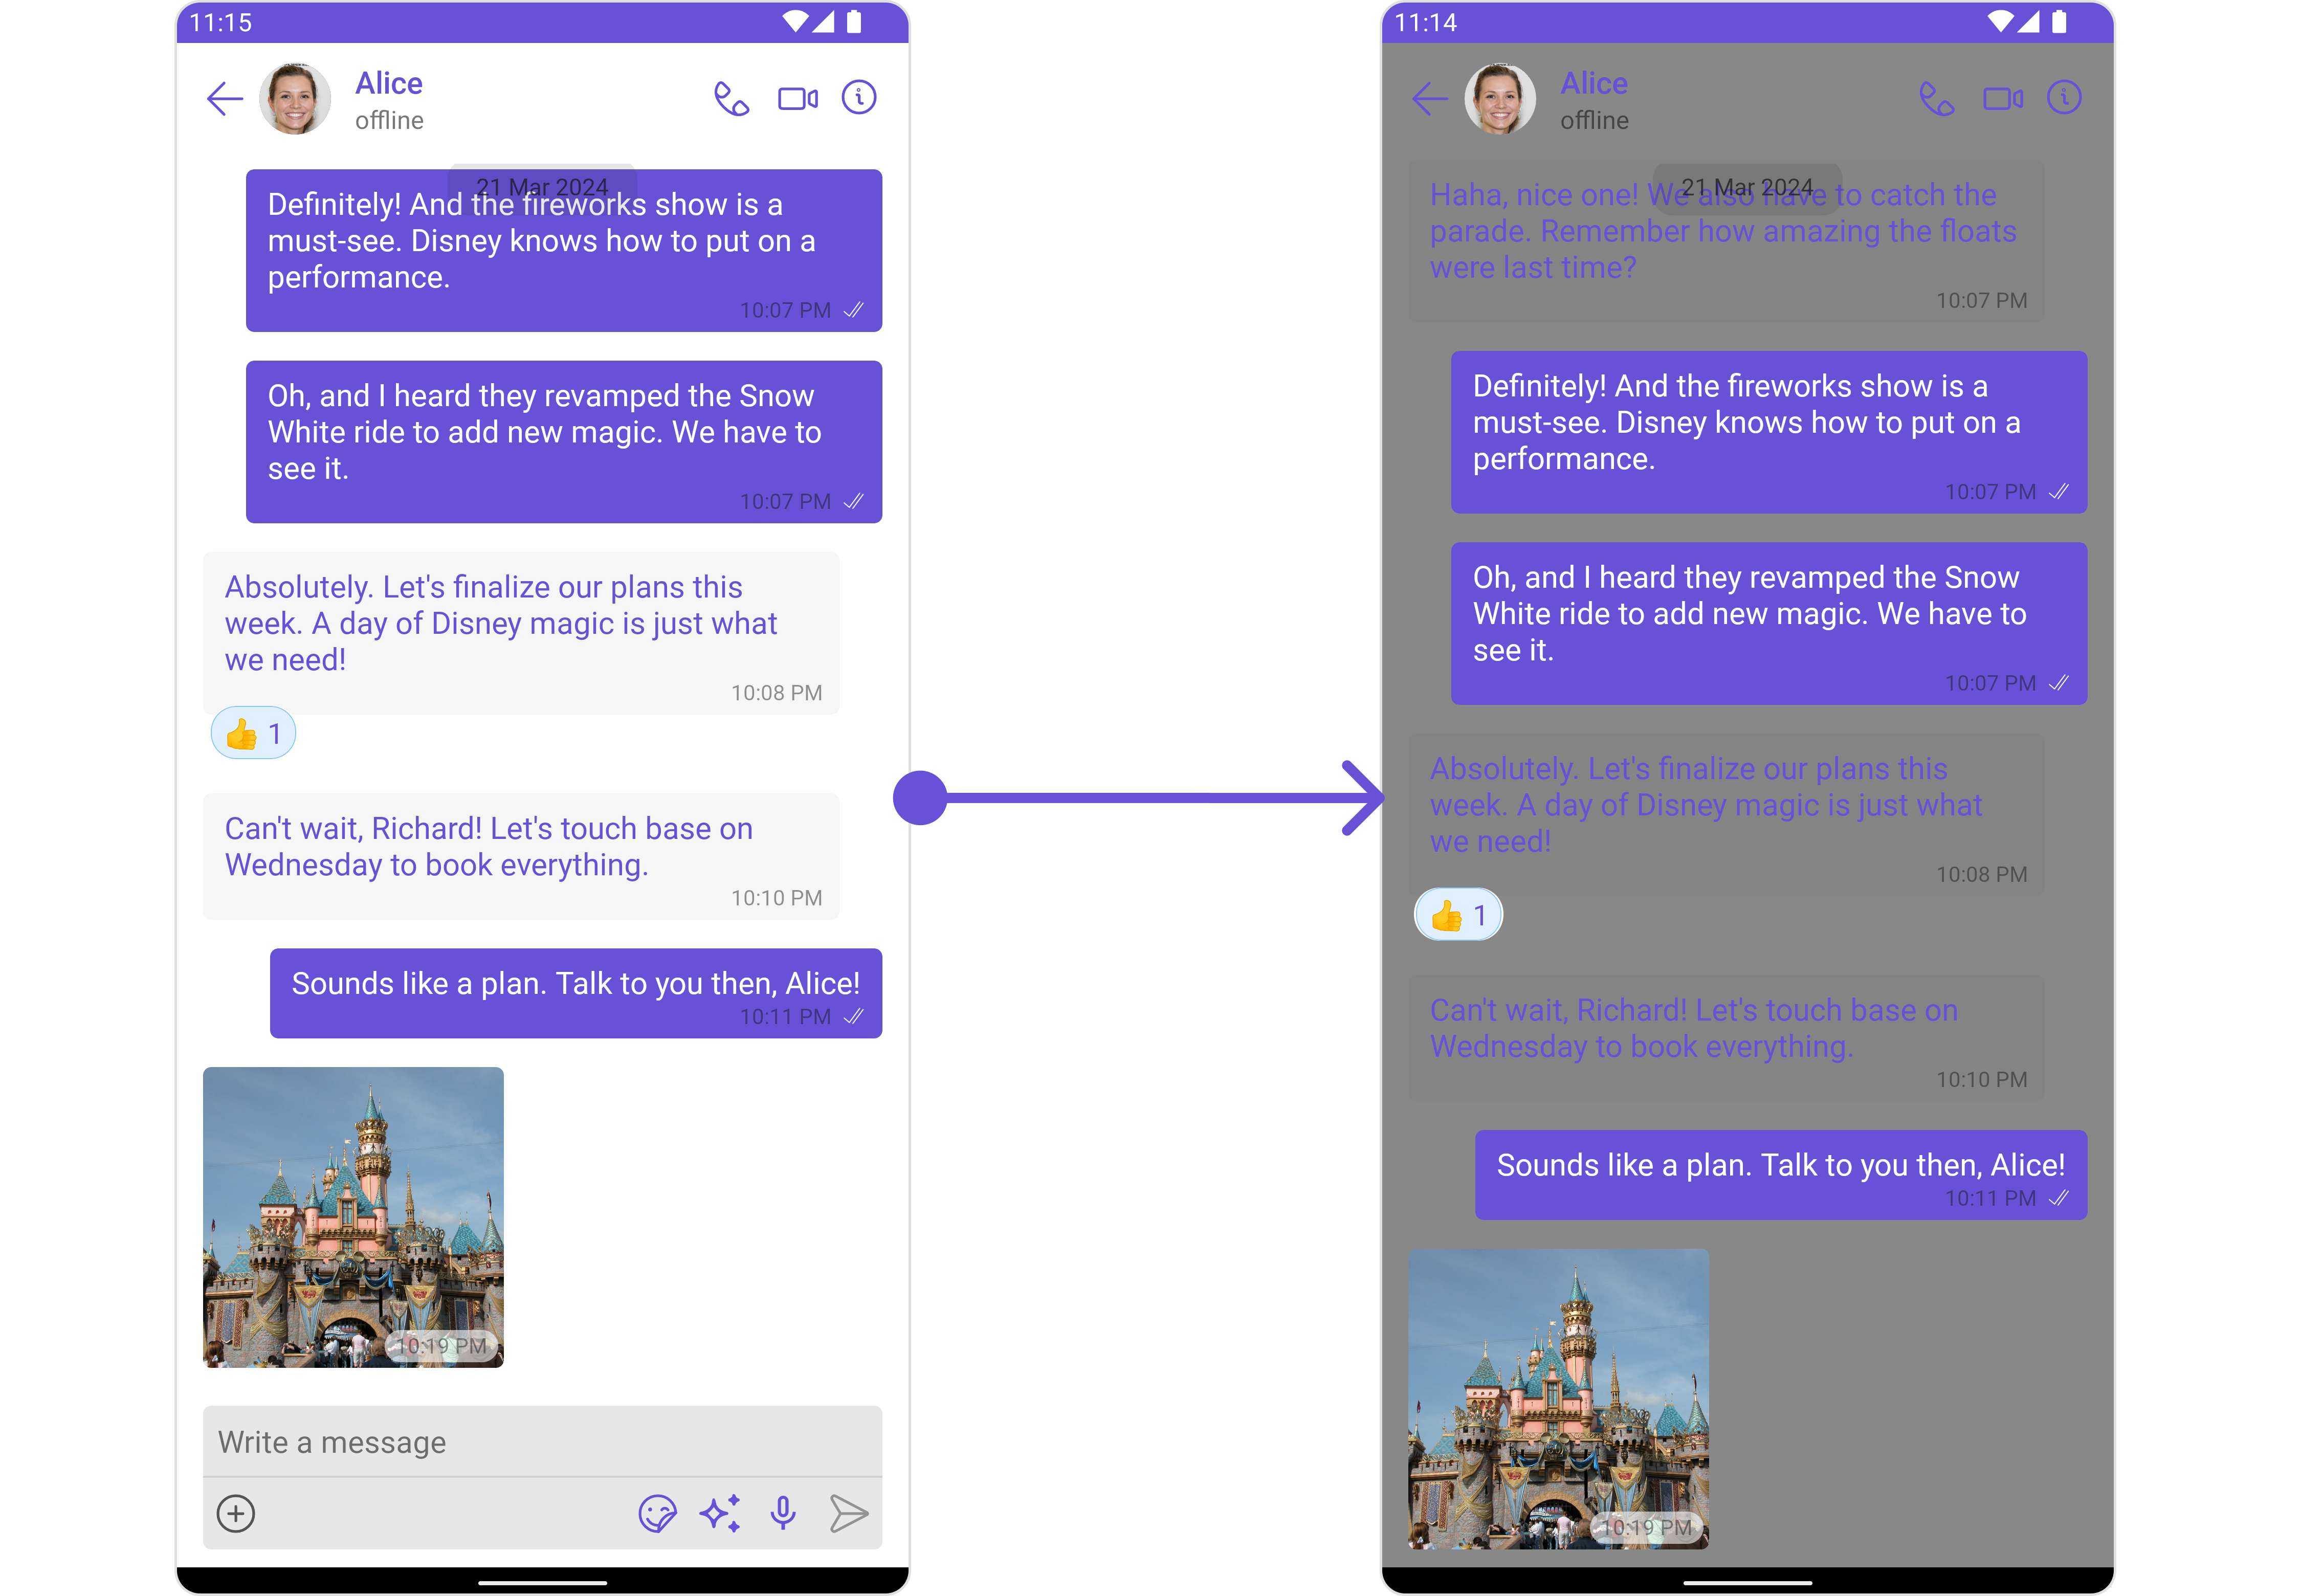 11:15
Alice
offline
21 Mar 2024
Definitely! And the fireworks show is a
must-see. Disney knows how to put on a
performance.
10:07 PM
Oh, and I heard they revamped the Snow
White ride to add new magic. We have to
see it.
10:07 PM
Absolutely. Let's finalize our plans this
week. A day of Disney magic is just what
we need!
10:08 PM
👍 1
Can't wait, Richard! Let's touch base on
Wednesday to book everything.
10:10 PM
Sounds like a plan. Talk to you then, Alice!
10:11 PM
10:19 PM
Write a message
11:14
Alice
offline
21 Mar 2024
Haha, nice one! We also have to catch the
parade. Remember how amazing the floats
were last time?
10:07 PM
Definitely! And the fireworks show is a
must-see. Disney knows how to put on a
performance.
10:07 PM
Oh, and I heard they revamped the Snow
White ride to add new magic. We have to
see it.
10:07 PM
Absolutely. Let's finalize our plans this
week. A day of Disney magic is just what
we need!
10:08 PM
👍 1
Can't wait, Richard! Let's touch base on
Wednesday to book everything.
10:10 PM
Sounds like a plan. Talk to you then, Alice!
10:11 PM
10:19 PM